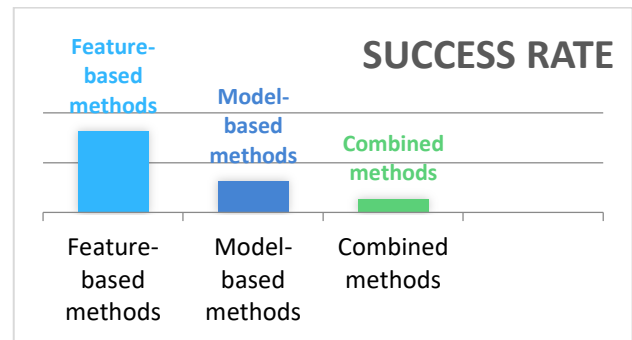 SUCCESS RATE
Feature-
based
methods
Model-
based
methods
Combined
methods
Feature-
based
methods
Model-
based
methods
Combined
methods